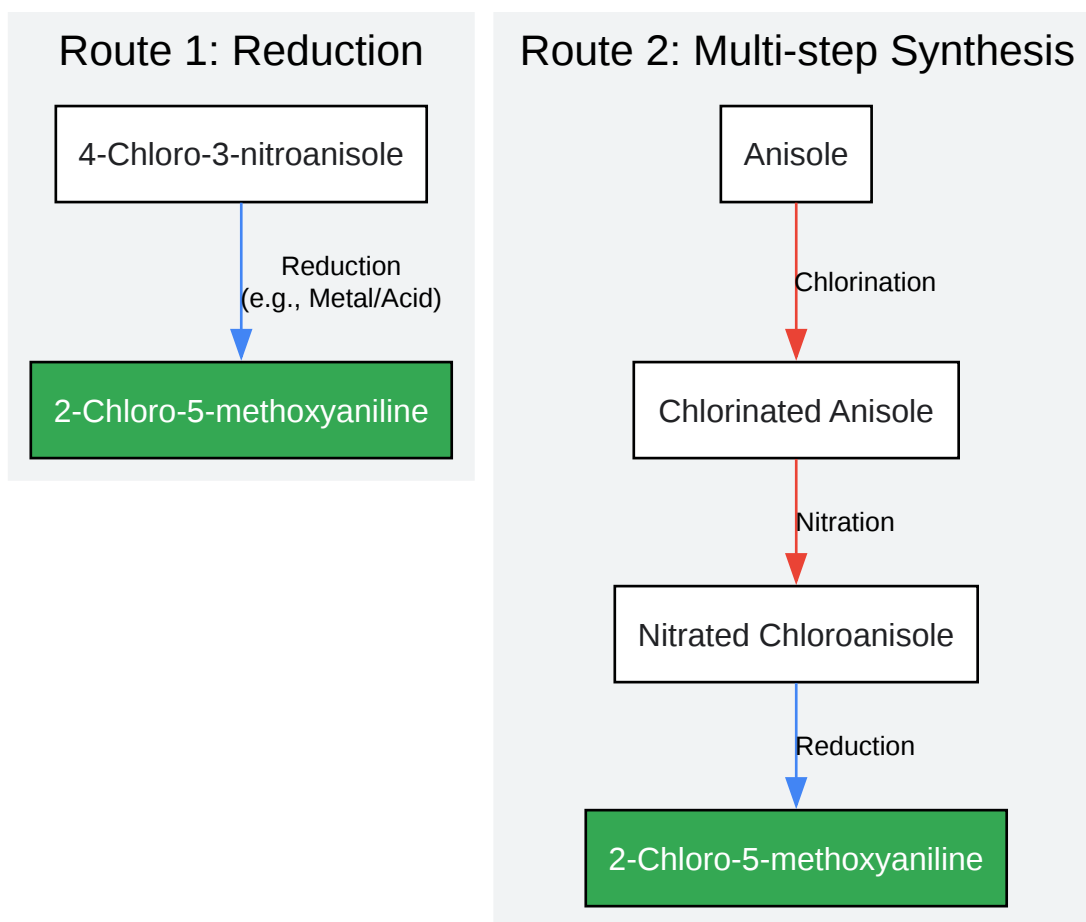 Route 1: Reduction
4-Chloro-3-nitroanisole
Reduction
(e.g., Metal/Acid)
2-Chloro-5-methoxyaniline
Route 2: Multi-step Synthesis
Anisole
Chlorination
Chlorinated Anisole
Nitration
Nitrated Chloroanisole
Reduction
2-Chloro-5-methoxyaniline